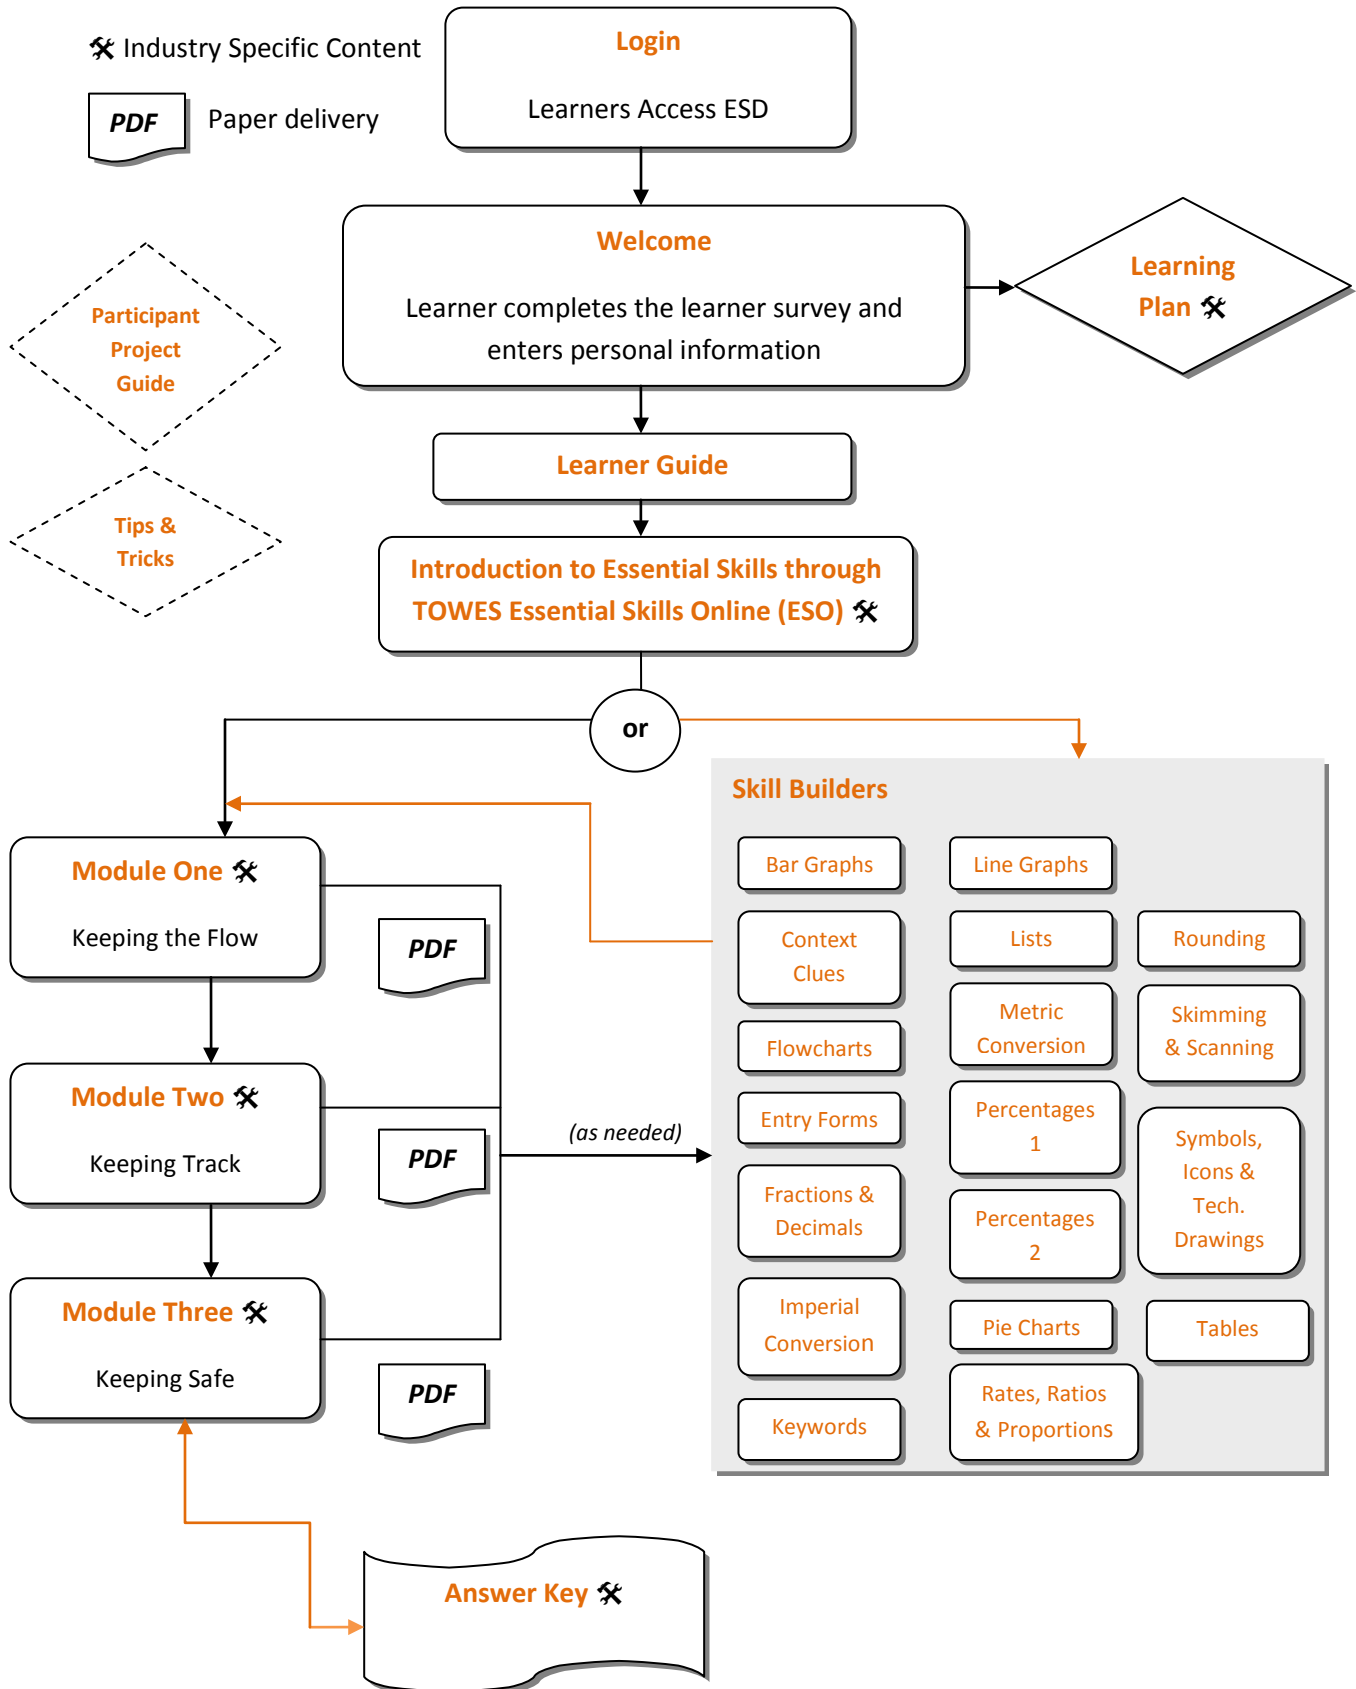 🛠 Industry Specific Content
PDF
Paper delivery
Login
Learners Access ESD
Welcome
Learner completes the learner survey and
enters personal information
Learning
Plan 🛠
Participant
Project
Guide
Tips &
Tricks
Learner Guide
Introduction to Essential Skills through
TOWES Essential Skills Online (ESO) 🛠
or
Module One 🛠
Keeping the Flow
PDF
Module Two 🛠
Keeping Track
PDF
Module Three 🛠
Keeping Safe
PDF
(as needed)
Skill Builders
Bar Graphs
Context
Clues
Flowcharts
Entry Forms
Fractions &
Decimals
Imperial
Conversion
Keywords
Line Graphs
Lists
Metric
Conversion
Percentages
1
Percentages
2
Pie Charts
Rates, Ratios
& Proportions
Rounding
Skimming
& Scanning
Symbols,
Icons &
Tech.
Drawings
Tables
Answer Key 🛠